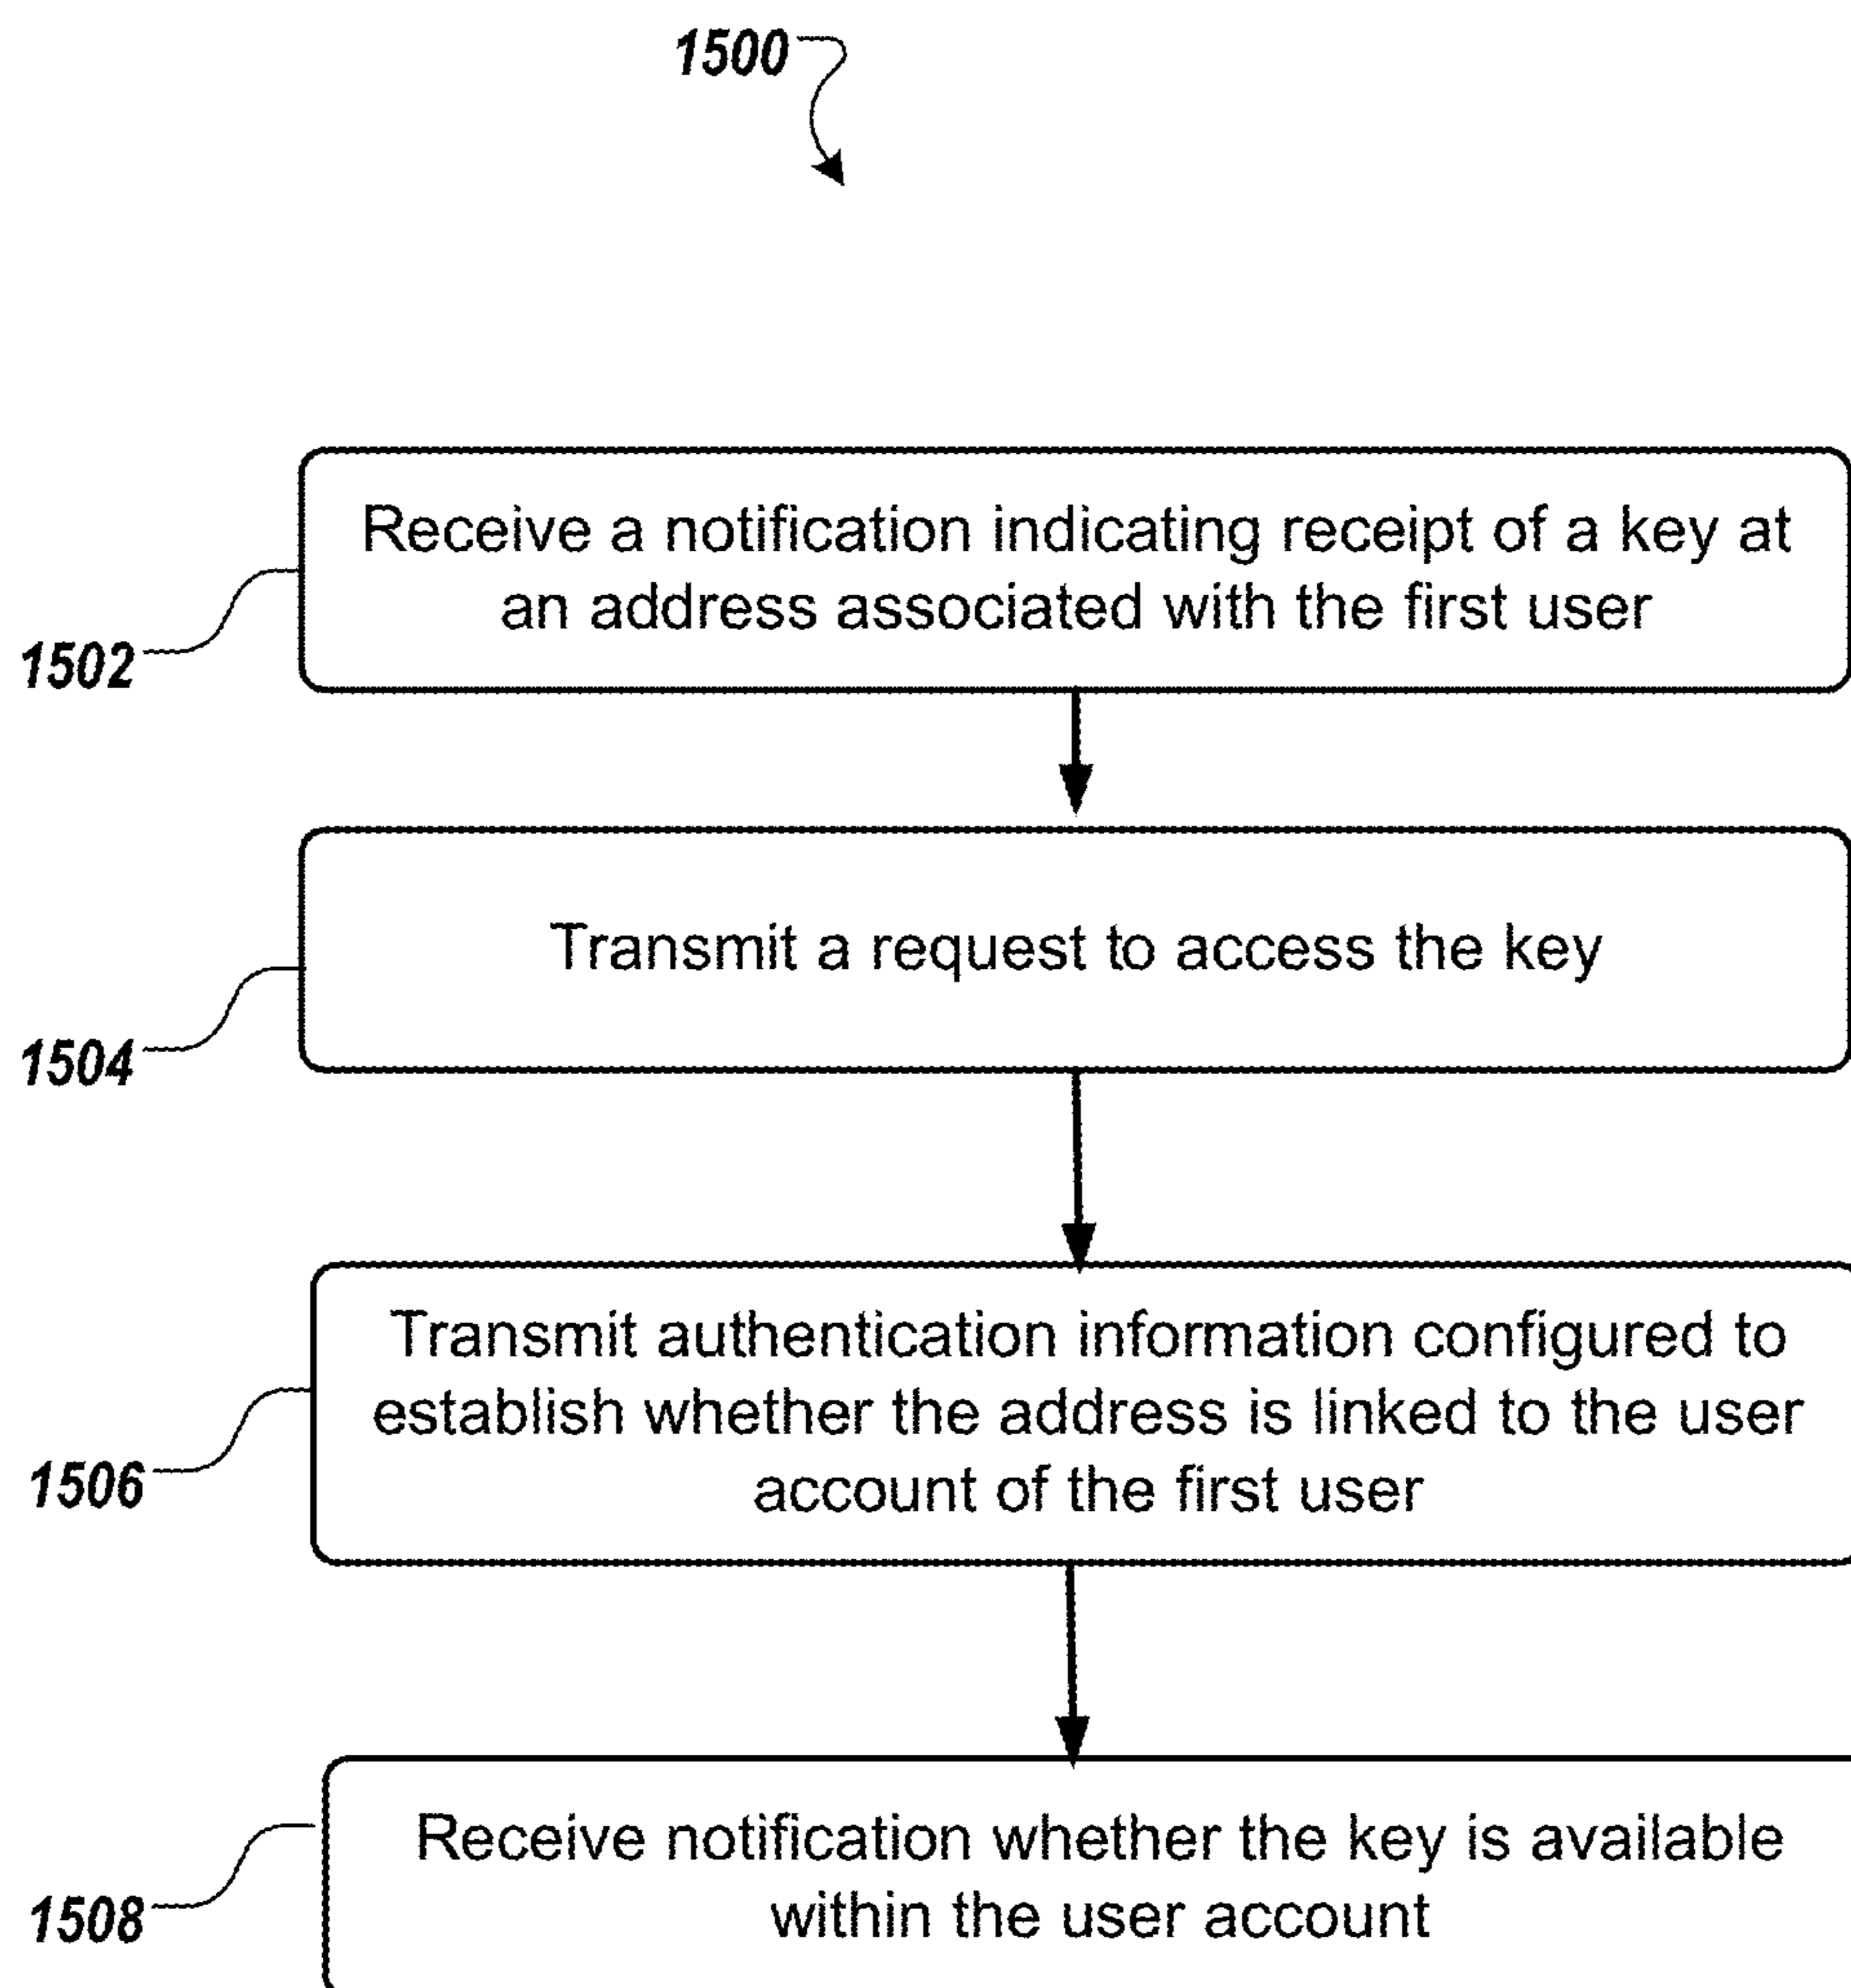 1500
Receive a notification indicating receipt of a key at
an address associated with the first user
1502
Transmit a request to access the key
1504
Transmit authentication information configured to
establish whether the address is linked to the user
account of the first user
1506
Receive notification whether the key is available
within the user account
1508